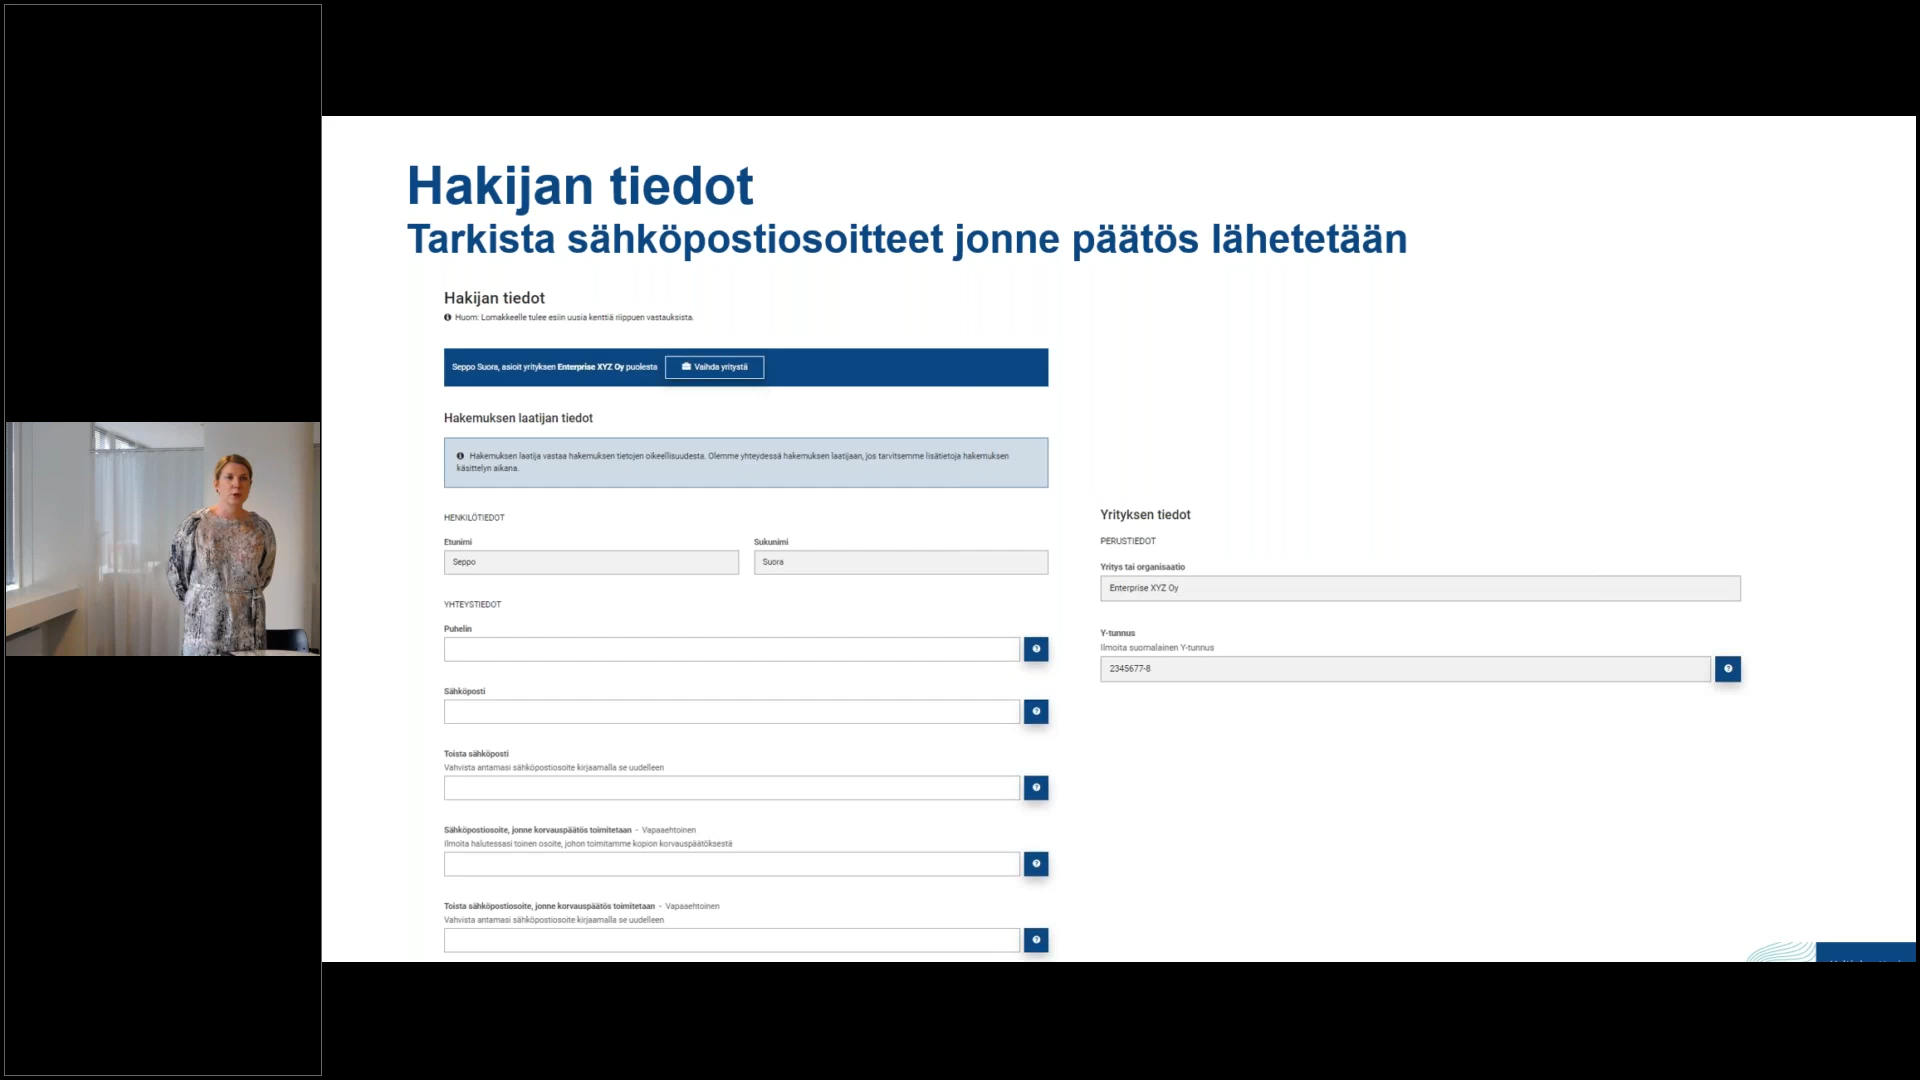 Hakijan tiedot
Tarkista sähköpostiosoitteet jonne päätös lähetetään
Hakijan tiedot
Huom: Lomakkeelle tulee esiin uusia kenttiä riippuen vastauksista.
Seppo Suora, asioit yrityksen Enterprise XYZ Oy puolesta
Vaihda yritystä
Hakemuksen laatijan tiedot
Hakemuksen laatija vastaa hakemuksen tietojen oikeellisuudesta. Olemme yhteydessä hakemuksen laatijaan, jos tarvitsemme lisätietoja hakemuksen
käsittelyn aikana.
HENKILÖTIEDOT
Etunimi
Seppo
Sukunimi
Suora
YHTEYSTIEDOT
Puhelin
Sähköposti
Toista sähköposti
Vahvista antamasi sähköpostiosoite kirjaamalla se uudelleen
Sähköpostiosoite, jonne korvauspäätös toimitetaan - Vapaaehtoinen
Ilmoita halutessasi toinen osoite, johon toimitamme kopion korvauspäätöksestä
Toista sähköpostiosoite, jonne korvauspäätös toimitetaan - Vapaaehtoinen
Vahvista antamasi sähköpostiosoite kirjaamalla se uudelleen
Yrityksen tiedot
PERUSTIEDOT
Yritys tai organisaatio
Enterprise XYZ Oy
Y-tunnus
Ilmoita suomalainen Y-tunnus
2345677-8